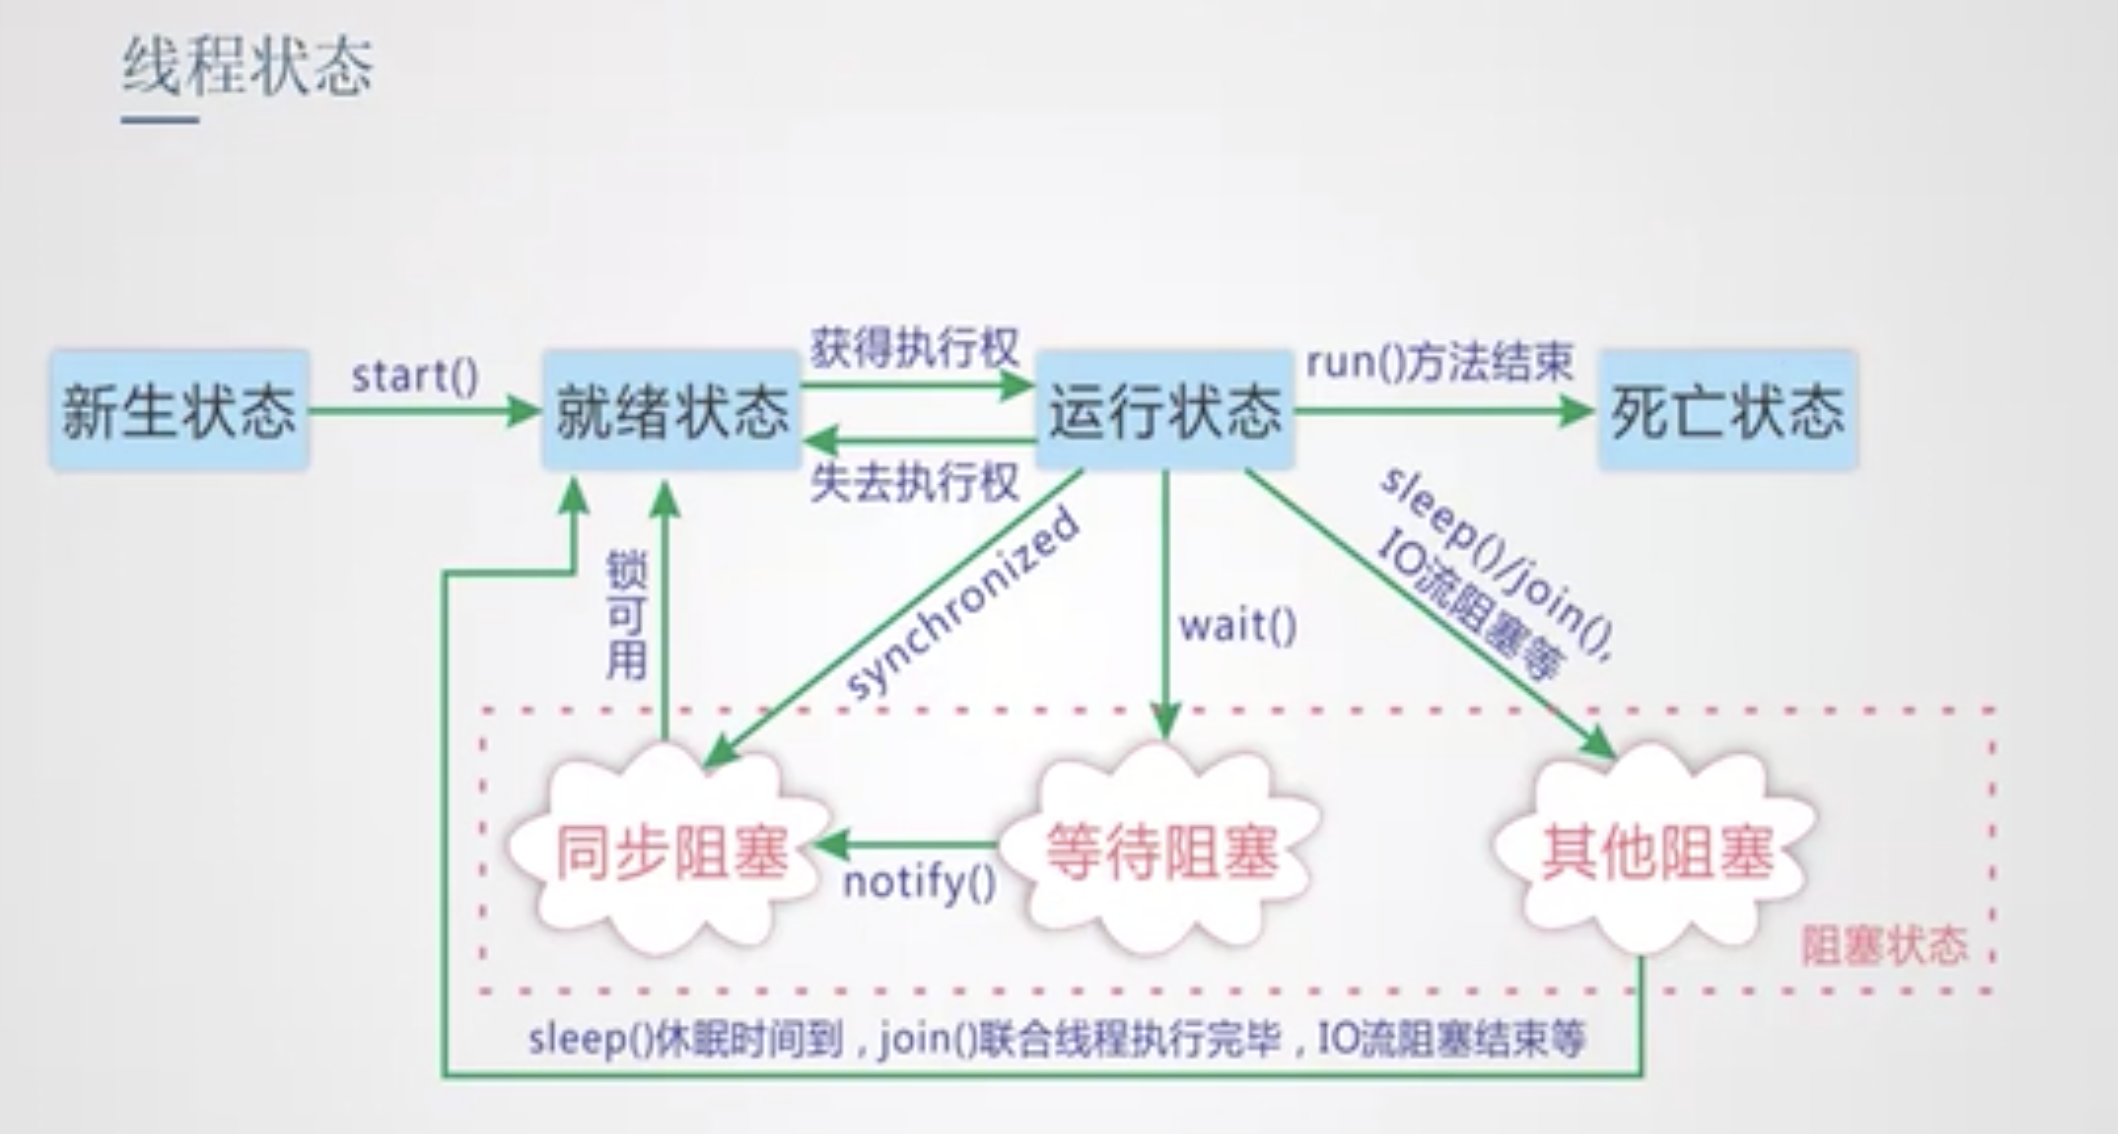 线程状态
新生状态
start()
就绪状态
获得执行权
失去执行权
运行状态
run()方法结束
死亡状态
锁可用
synchronized
wait()
sleep()/join(),
IO流阻塞等
同步阻塞
notify()
等待阻塞
其他阻塞
阻塞状态
sleep()休眠时间到，join()联合线程执行完毕，IO流阻塞结束等